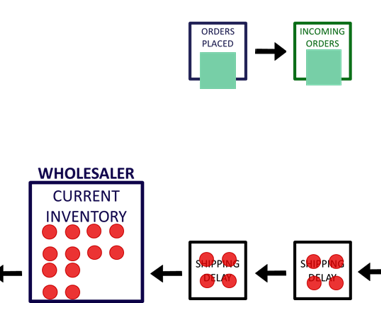 ORDERS
PLACED
INCOMING
ORDERS
WHOLESALER
CURRENT
INVENTORY
SHIPPING
DELAY
SHIPPING
DELAY